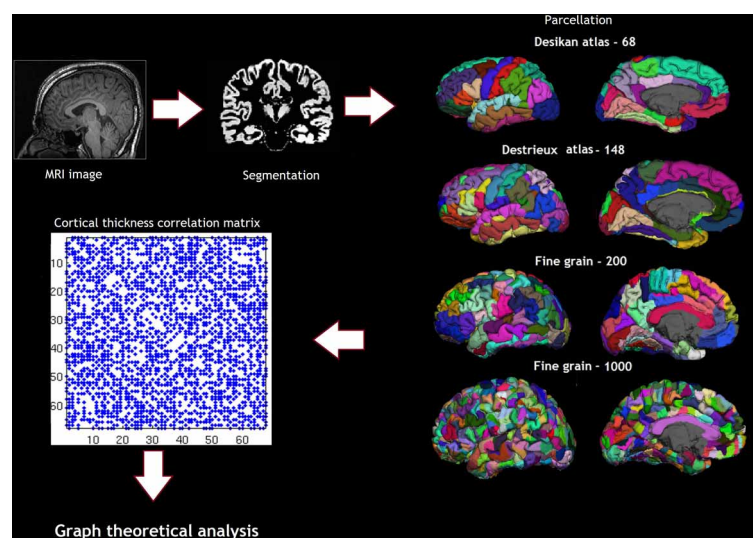 Parcellation
Desikan atlas - 68
MRI image
Segmentation
Destrieux atlas - 148
Cortical thickness correlation matrix
10
20
30
40
50
60
10 20 30 40 50 60
Fine grain - 200
Fine grain - 1000
Graph theoretical analysis